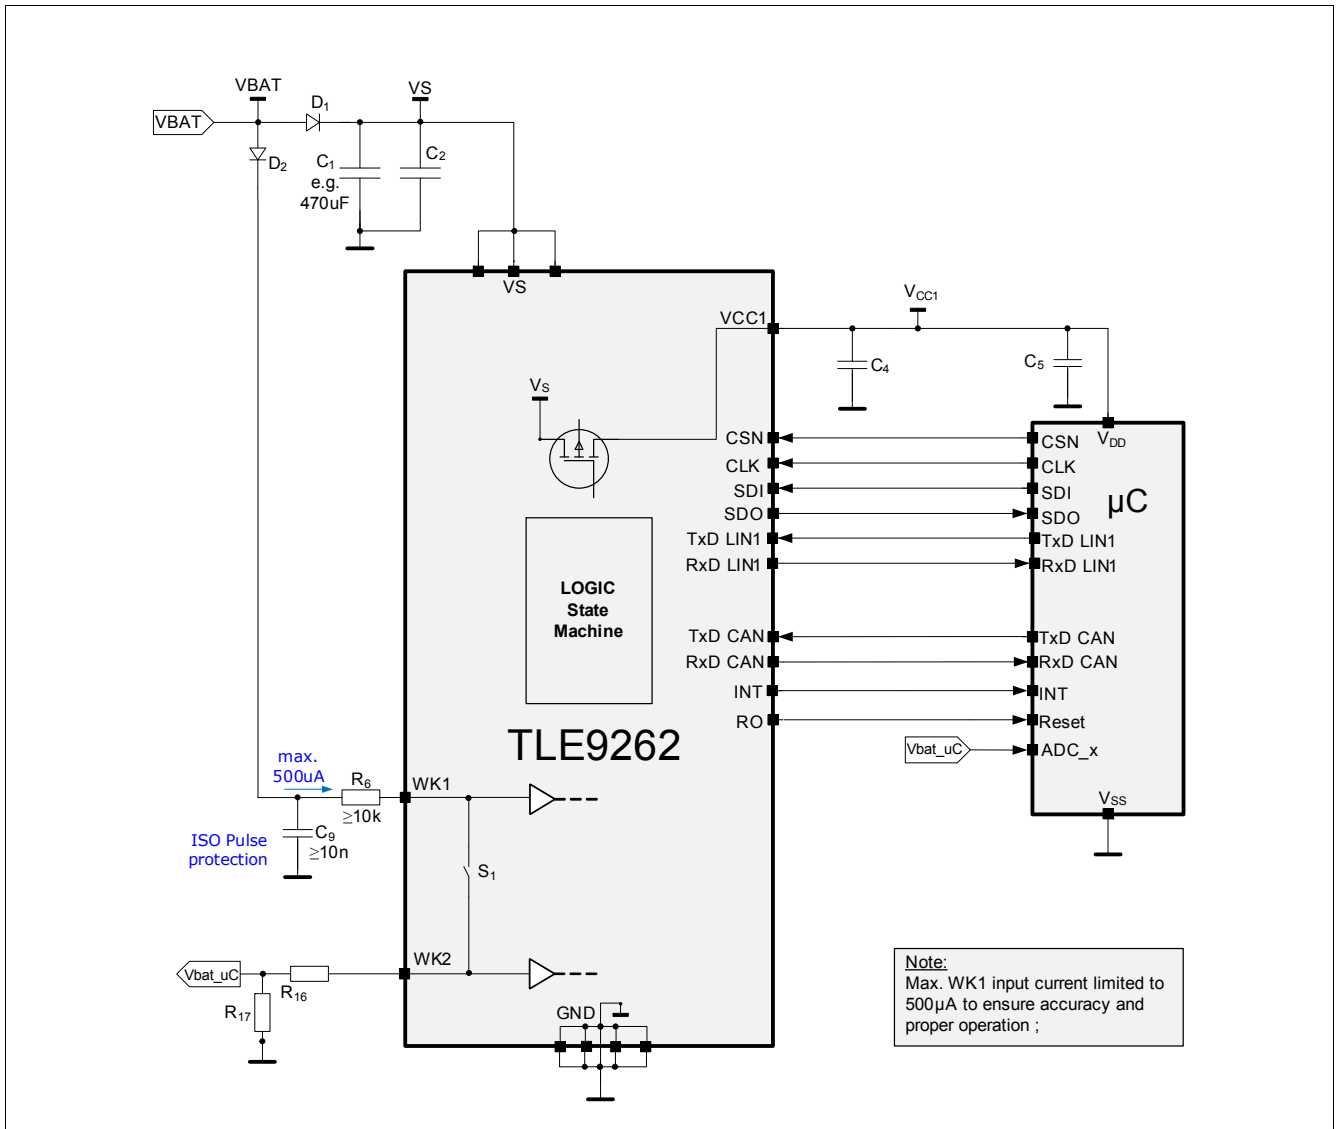 VBAT
VS
VBAT
D1
D2
C1
e.g.
470uF
C2
VS
VCC1
VCC1
C4
C5
VS
CSN
CLK
SDI
SDO
TxD LIN1
RxD LIN1
TxD CAN
RxD CAN
INT
RO
VDD
CSN
CLK
SDI
SDO
µC
TxD LIN1
RxD LIN1
TxD CAN
RxD CAN
INT
Reset
Vbat_uC
ADC_x
VSS
LOGIC
State
Machine
TLE9262
max.
500uA
R6
≥10k
WK1
ISO Pulse
protection
C9
≥10n
S1
WK2
Vbat_uC
R16
R17
GND
Note:
Max. WK1 input current limited to
500µA to ensure accuracy and
proper operation ;